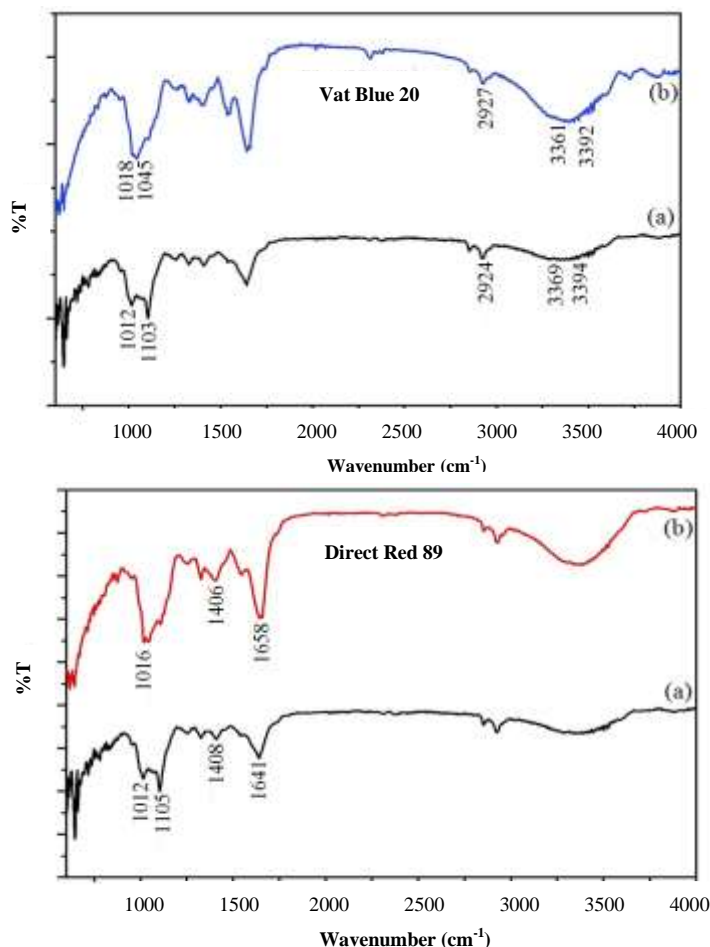 Vat Blue 20
(b)
2927
3361
3392
1018
1045
%T
(a)
2924
3369
3394
1012
1103
1000 1500 2000 2500 3000 3500 4000
Wavenumber (cm-1)
Direct Red 89
(b)
1406
1016
1658
%T
(a)
1408
1012
1105
1641
1000 1500 2000 2500 3000 3500 4000
Wavenumber (cm-1)